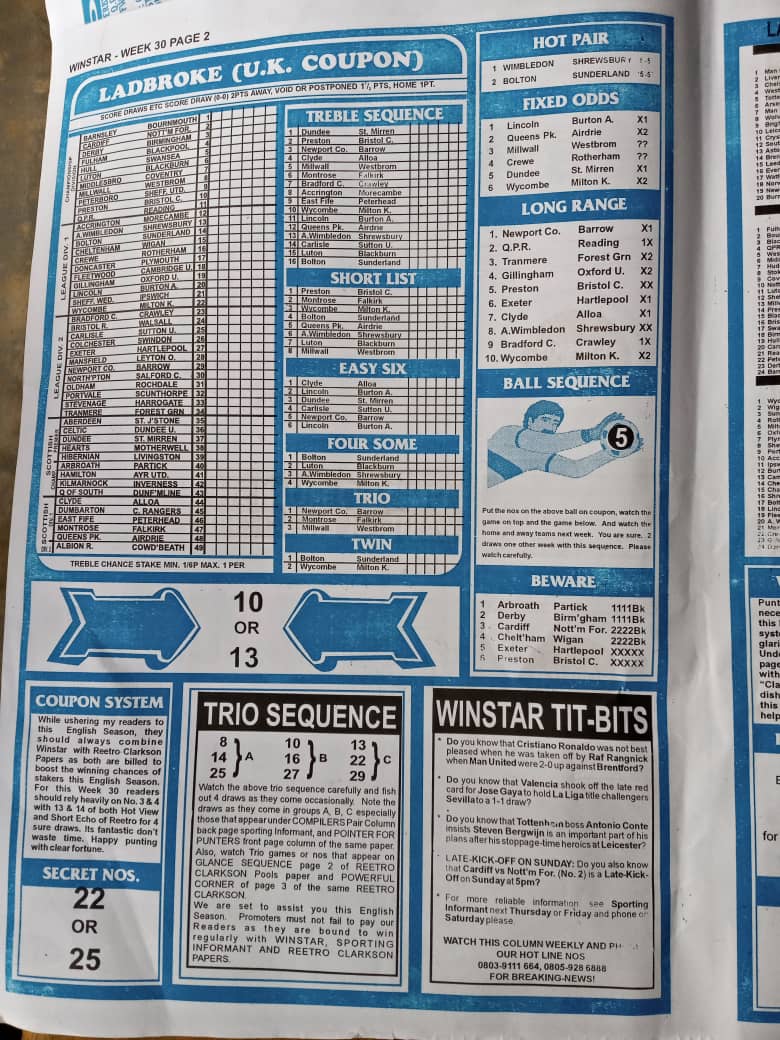 WINSTAR - WEEK 30 PAGE 2
LADBROKE (U.K. COUPON)
SCORE DRAWS ETC SCORE DRAW (0-0) 2PTS AWAY, VOID OR POSTPONED 1½, PTS, HOME 1PT.
CHAMPIONSHIP
BARNSLEY BOURNMOUTH 1
CARDIFF NOTT'M FOR. 2
DERBY BIRMINGHAM 3
FULHAM BLACKPOOL 4
HULL SWANSEA 5
LUTON BLACKBURN 6
MIDDLESBRO COVENTRY 7
MILLWALL WESTBROM 8
PETERBORO SHEFF. UTD. 9
PRESTON BRISTOL C. 10
Q.P.R. READING 11
LEAGUE DIV. 1
ACCRINGTON MORECAMBE 12
A.WIMBLEDON SHREWSBURY 13
BOLTON SUNDERLAND 14
CHELTENHAM WIGAN 15
CREWE ROTHERHAM 16
DONCASTER PLYMOUTH 17
FLEETWOOD CAMBRIDGE U. 18
GILLINGHAM OXFORD U. 19
LINCOLN BURTON A. 20
SHEFF. WED. IPSWICH 21
WYCOMBE MILTON K. 22
LEAGUE DIV. 2
BRADFORD C. CRAWLEY 23
BRISTOL R. WALSALL 24
CARLISLE SUTTON U. 25
COLCHESTER SWINDON 26
EXETER HARTLEPOOL 27
MANSFIELD LEYTON O. 28
NEWPORT CO. BARROW 29
NORTH'PTON SALFORD C. 30
OLDHAM ROCHDALE 31
PORTVALE SCUNTHORPE 32
STEVENAGE HARROGATE 33
TRANMERE FOREST GRN 34
SCOTTISH
ABERDEEN ST. J'STONE 35
CELTIC DUNDEE U. 36
DUNDEE ST. MIRREN 37
HEARTS MOTHERWELL 38
HIBERNIAN LIVINGSTON 39
ARBROATH PARTICK 40
HAMILTON AYR UTD. 41
KILMARNOCK INVERNESS 42
Q OF SOUTH DUNF'MLINE 43
SCOTTISH
CLYDE ALLOA 44
DUMBARTON C. RANGERS 45
EAST FIFE PETERHEAD 46
MONTROSE FALKIRK 47
QUEENS PK. AIRDRIE 48
ALBION R. COWD'BEATH 49
TREBLE CHANCE STAKE MIN. 1/6P MAX. 1 PER
TREBLE SEQUENCE
1 Dundee St. Mirren
2 Preston Bristol C.
3 Newport Co. Barrow
4 Clyde Alloa
5 Millwall Westbrom
6 Montrose Falkirk
7 Bradford C. Crawley
8 Accrington Morecambe
9 East Fife Peterhead
10 Wycombe Milton K.
11 Lincoln Burton A.
12 Queens Pk. Airdrie
13 A.Wimbledon Shrewsbury
14 Carlisle Sutton U.
15 Luton Blackburn
16 Bolton Sunderland
SHORT LIST
1 Preston Bristol C.
2 Montrose Falkirk
3 Wycombe Milton K.
4 Bolton Sunderland
5 Queens Pk. Airdrie
6 A.Wimbledon Shrewsbury
7 Luton Blackburn
8 Millwall Westbrom
EASY SIX
1 Clyde Alloa
2 Lincoln Burton A.
3 Dundee St. Mirren
4 Carlisle Sutton U.
5 Newport Co. Barrow
6 Lincoln Burton A.
FOUR SOME
1 Bolton Sunderland
2 Luton Blackburn
3 A.Wimbledon Shrewsbury
4 Wycombe Milton K.
TRIO
1 Newport Co. Barrow
2 Montrose Falkirk
3 Millwall Westbrom
TWIN
1 Bolton Sunderland
2 Wycombe Milton K.
HOT PAIR
1 WIMBLEDON SHREWSBURY
2 BOLTON SUNDERLAND
FIXED ODDS
1 Lincoln Burton A. X1
2 Queens Pk. Airdrie X2
3 Millwall Westbrom ??
4 Crewe Rotherham ??
5 Dundee St. Mirren X1
6 Wycombe Milton K. X2
LONG RANGE
1. Newport Co. Barrow X1
2. Q.P.R. Reading 1X
3. Tranmere Forest Grn X2
4. Gillingham Oxford U. X2
5. Preston Bristol C. XX
6. Exeter Hartlepool X1
7. Clyde Alloa X1
8. A.Wimbledon Shrewsbury XX
9 Bradford C. Crawley 1X
10. Wycombe Milton K. X2
BALL SEQUENCE
5
Put the nos on the above ball on coupon, watch the
game on top and the game below. And watch the
home and away teams next week. You are sure. 2
draws one other week with this sequence. Please
watch carefully.
BEWARE
1 Arbroath Partick 1111Bk
2 Derby Birm'gham 1111Bk
3 Cardiff Nott'm For. 2222Bk
4 Chelt'ham Wigan 2222Bk
5 Exeter Hartlepool XXXXX
6 Preston Bristol C. XXXXX
10
OR
13
COUPON SYSTEM
While ushering my readers to
this English Season, they
should always combine
Winstar with Reetro Clarkson
Papers as both are billed to
boost the winning chances of
stakers this English Season.
For this Week 30 readers
should rely heavily on No. 3 & 4
with 13 & 14 of both Hot View
and Short Echo of Reetro for 4
sure draws. Its fantastic don't
waste time. Happy punting
with clear fortune.
SECRET NOS.
22
OR
25
TRIO SEQUENCE
8 10 13
14 A 16 B 22 C
25 27 29
Watch the above trio sequence carefully and fish
out 4 draws as they come occasionally. Note the
draws as they come in groups A, B, C especially
those that appear under COMPILERS Pair Column
back page sporting Informant, and POINTER FOR
PUNTERS front page column of the same paper.
Also, watch Trio games or nos that appear on
GLANCE SEQUENCE page 2 of REETRO
CLARKSON Pools paper and POWERFUL
CORNER of page 3 of the same REETRO
CLARKSON.
We are set to assist you this English
Season. Promoters must not fail to pay our
Readers as they are bound to win
regularly with WINSTAR, SPORTING
INFORMANT AND REETRO CLARKSON
PAPERS.
WINSTAR TIT-BITS
* Do you know that Cristiano Ronaldo was not best
pleased when he was taken off by Raf Rangnick
when Man United were 2-0 up against Brentford?
* Do you know that Valencia shook off the late red
card for Jose Gaya to hold La Liga title challengers
Sevilla to a 1-1 draw?
* Do you know that Tottenham boss Antonio Conte
insists Steven Bergwijn is an important part of his
plans after his stoppage-time heroics at Leicester?
* LATE-KICK-OFF ON SUNDAY: Do you also know
that Cardiff vs Nott'm For. (No. 2) is a Late-Kick-
Off on Sunday at 5pm?
* For more reliable information see Sporting
Informant next Thursday or Friday and phone on
Saturday please.
WATCH THIS COLUMN WEEKLY AND
OUR HOT LINE NOS
0803-9111 664, 0805-928 6888
FOR BREAKING-NEWS!